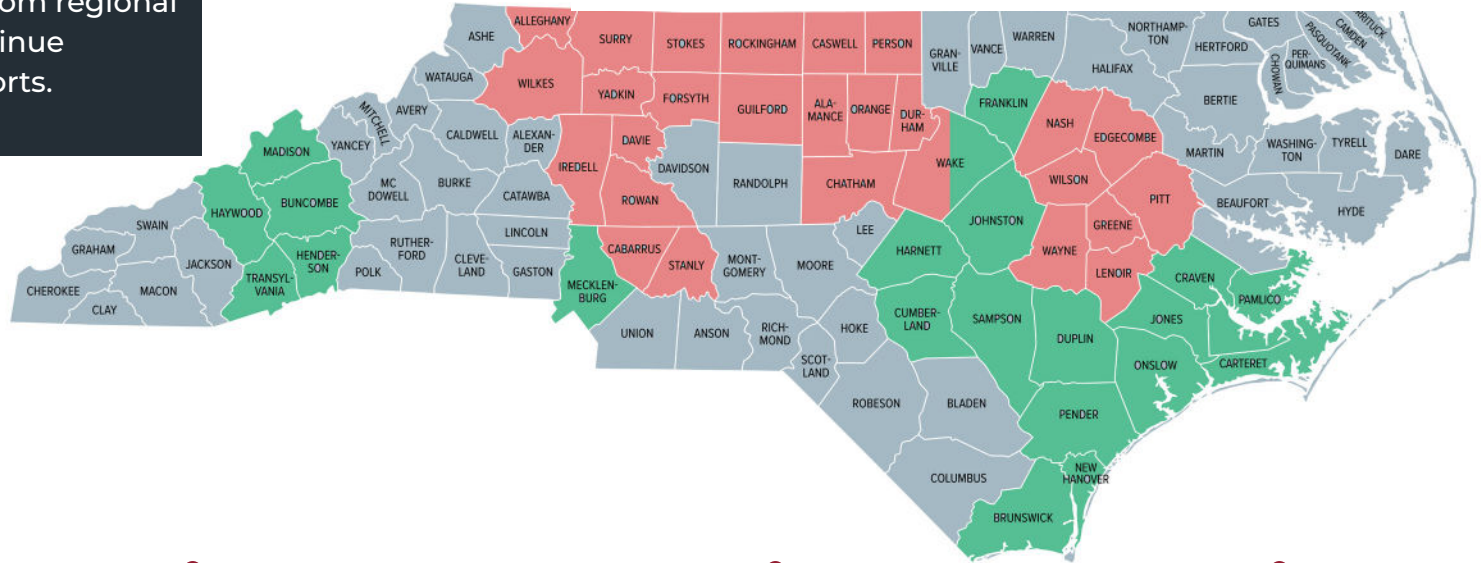 om regional
tinue
orts.
ALLEGHANY
ASHE
SURRY
STOKES
ROCKINGHAM
CASWELL
PERSON
GRAN-
VILLE
VANCE
WARREN
NORTHAMP-
TON
GATES
HERTFORD
CAMDEN
PASQUOTANK
PER-
QUIMANS
CHOWAN
HALIFAX
BERTIE
WATAUGA
WILKES
YADKIN
FORSYTH
GUILFORD
ALA-
MANCE
ORANGE
DUR-
HAM
FRANKLIN
NASH
EDGECOMBE
MARTIN
WASHING-
TON
TYRELL
DARE
MITCHELL
AVERY
YANCEY
CALDWELL
ALEXAN-
DER
IREDELL
DAVIE
DAVIDSON
RANDOLPH
CHATHAM
WAKE
WILSON
PITT
BEAUFORT
HYDE
MADISON
BUNCOMBE
HAYWOOD
MC
DOWELL
BURKE
CATAWBA
ROWAN
LINCOLN
LEE
JOHNSTON
GREENE
WAYNE
LENOIR
SWAIN
GRAHAM
JACKSON
CHEROKEE
CLAY
MACON
TRANSYL-
VANIA
HENDER-
SON
POLK
RUTHER-
FORD
CLEVE-
LAND
GASTON
MECKLEN-
BURG
CABARRUS
STANLY
MONT-
GOMERY
MOORE
HARNETT
CRAVEN
PAMLICO
JONES
CARTERET
UNION
ANSON
RICH-
MOND
SCOT-
LAND
HOKE
CUMBER-
LAND
SAMPSON
DUPLIN
ONSLOW
ROBESON
BLADEN
PENDER
COLUMBUS
NEW
HANOVER
BRUNSWICK